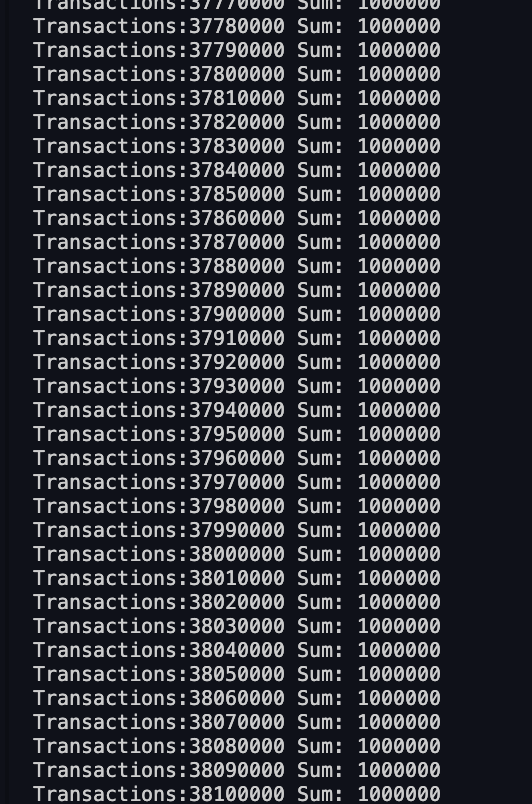 Transactions:37770000 Sum: 1000000
Transactions:37780000 Sum: 1000000
Transactions:37790000 Sum: 1000000
Transactions:37800000 Sum: 1000000
Transactions:37810000 Sum: 1000000
Transactions:37820000 Sum: 1000000
Transactions:37830000 Sum: 1000000
Transactions:37840000 Sum: 1000000
Transactions:37850000 Sum: 1000000
Transactions:37860000 Sum: 1000000
Transactions:37870000 Sum: 1000000
Transactions:37880000 Sum: 1000000
Transactions:37890000 Sum: 1000000
Transactions:37900000 Sum: 1000000
Transactions:37910000 Sum: 1000000
Transactions:37920000 Sum: 1000000
Transactions:37930000 Sum: 1000000
Transactions:37940000 Sum: 1000000
Transactions:37950000 Sum: 1000000
Transactions:37960000 Sum: 1000000
Transactions:37970000 Sum: 1000000
Transactions:37980000 Sum: 1000000
Transactions:37990000 Sum: 1000000
Transactions:38000000 Sum: 1000000
Transactions:38010000 Sum: 1000000
Transactions:38020000 Sum: 1000000
Transactions:38030000 Sum: 1000000
Transactions:38040000 Sum: 1000000
Transactions:38050000 Sum: 1000000
Transactions:38060000 Sum: 1000000
Transactions:38070000 Sum: 1000000
Transactions:38080000 Sum: 1000000
Transactions:38090000 Sum: 1000000
Transactions:38100000 Sum: 1000000